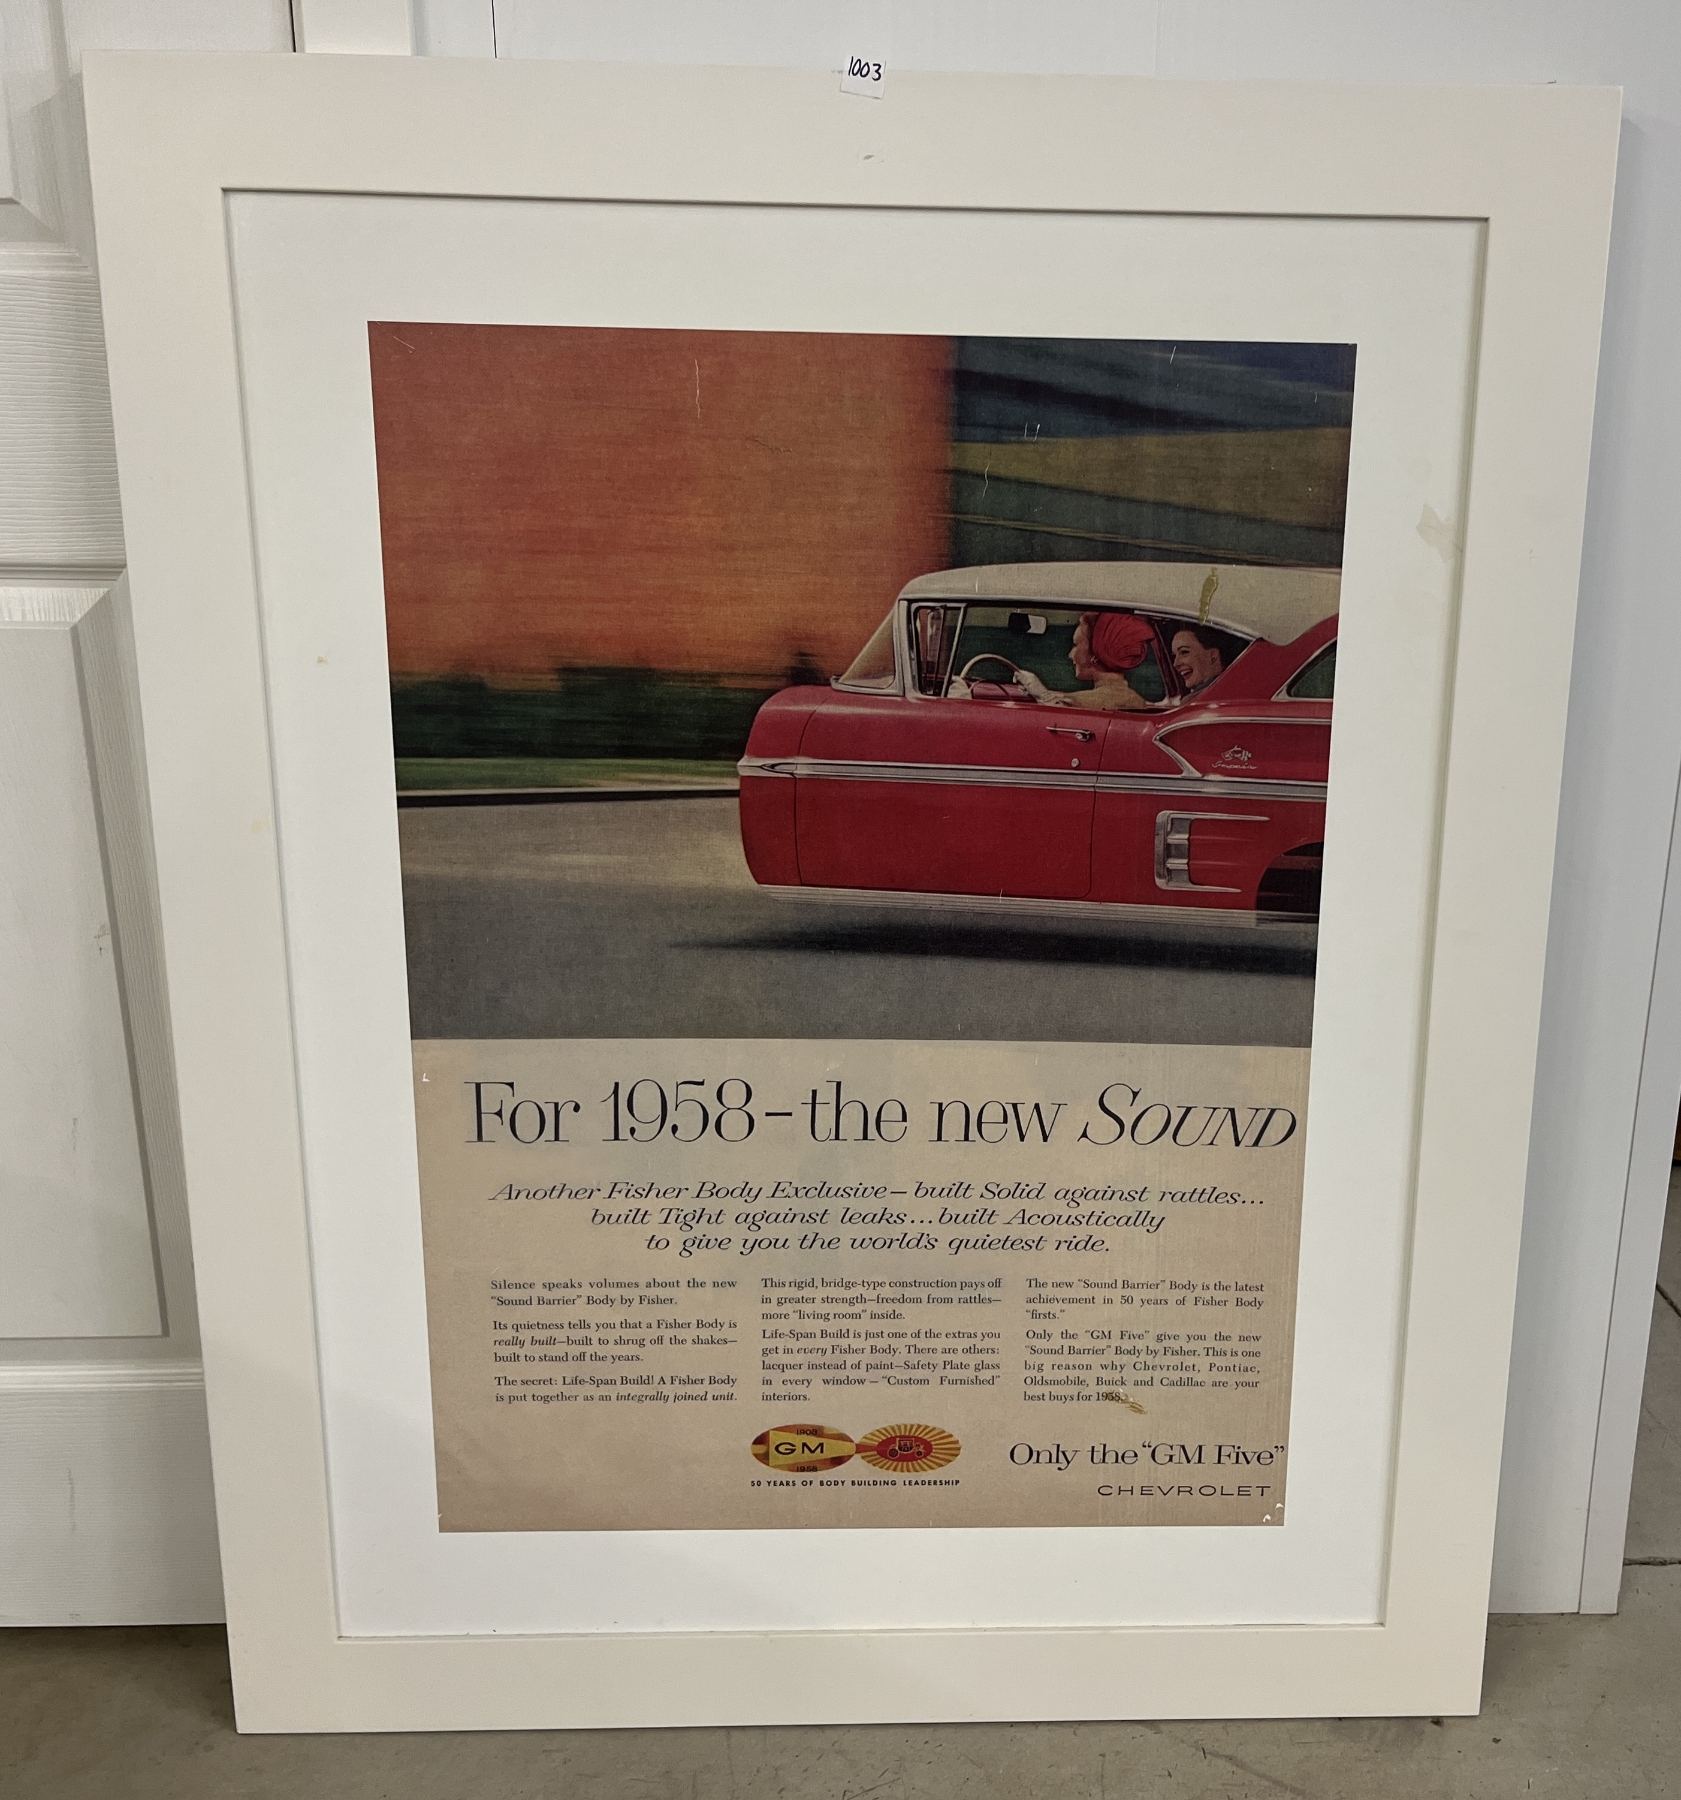 1003
For 1958-the new SOUND
Another Fisher Body Exclusive—built Solid against rattles...
built Tight against leaks...built Acoustically
to give you the world's quietest ride.
Silence speaks volumes about the new
"Sound Barrier" Body by Fisher.
Its quietness tells you that a Fisher Body is
really built—built to shrug off the shakes—
built to stand off the years.
The secret: Life-Span Build! A Fisher Body
is put together as an integrally joined unit.
This rigid, bridge-type construction pays off
in greater strength—freedom from rattles—
more "living room" inside.
Life-Span Build is just one of the extras you
get in every Fisher Body. There are others:
lacquer instead of paint—Safety Plate glass
in every window—"Custom Furnished"
interiors.
The new "Sound Barrier" Body is the latest
achievement in 50 years of Fisher Body
"firsts."
Only the "GM Five" give you the new
"Sound Barrier" Body by Fisher. This is one
big reason why Chevrolet, Pontiac,
Oldsmobile, Buick and Cadillac are your
best buys for 1958.
1908
GM
1958
50 YEARS OF BODY BUILDING LEADERSHIP
Only the "GM Five"
CHEVROLET